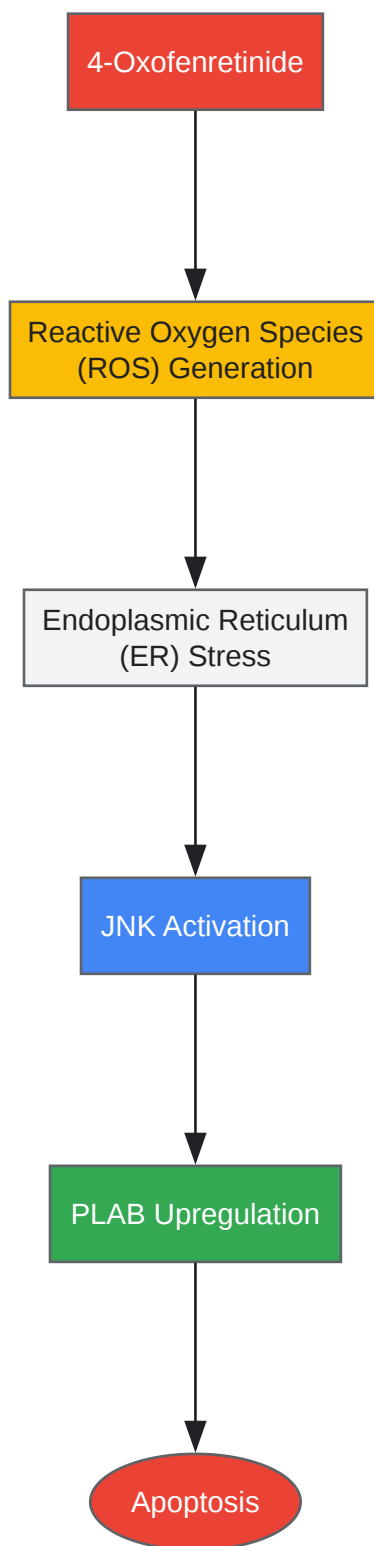 4-Oxofenretinide
Reactive Oxygen Species
(ROS) Generation
Endoplasmic Reticulum
(ER) Stress
JNK Activation
PLAB Upregulation
Apoptosis